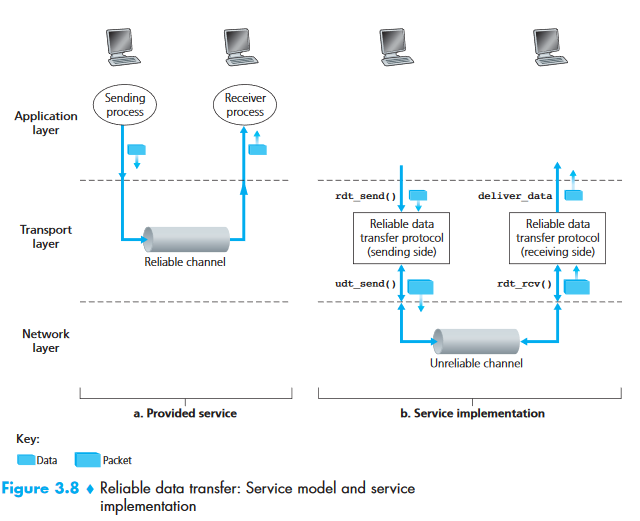 Sending
process
Receiver
process
Application
layer
rdt_send()
deliver_data
Transport
layer
Reliable data
transfer protocol
(sending side)
Reliable data
transfer protocol
(receiving side)
Reliable channel
udt_send()
rdt_rcv()
Network
layer
Unreliable channel
a. Provided service
b. Service implementation
Key:
Data
Packet
Figure 3.8 ♦ Reliable data transfer: Service model and service
implementation